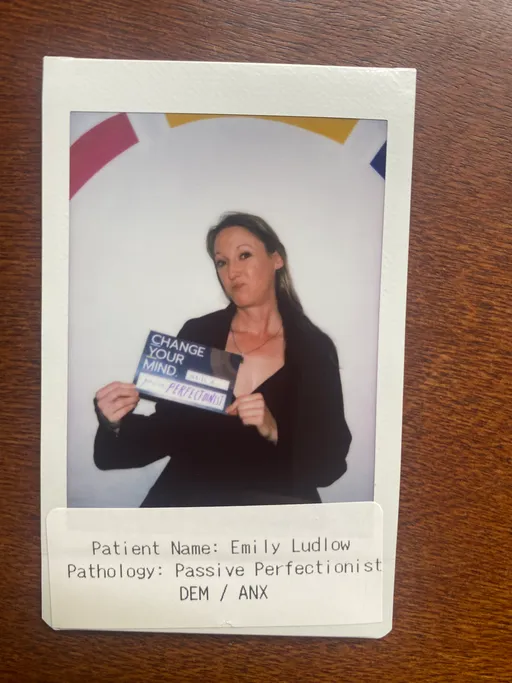 CHANGE
YOUR
MIND.
PERFECTIONIST
Patient Name: Emily Ludlow
Pathology: Passive Perfectionist
DEM / ANX